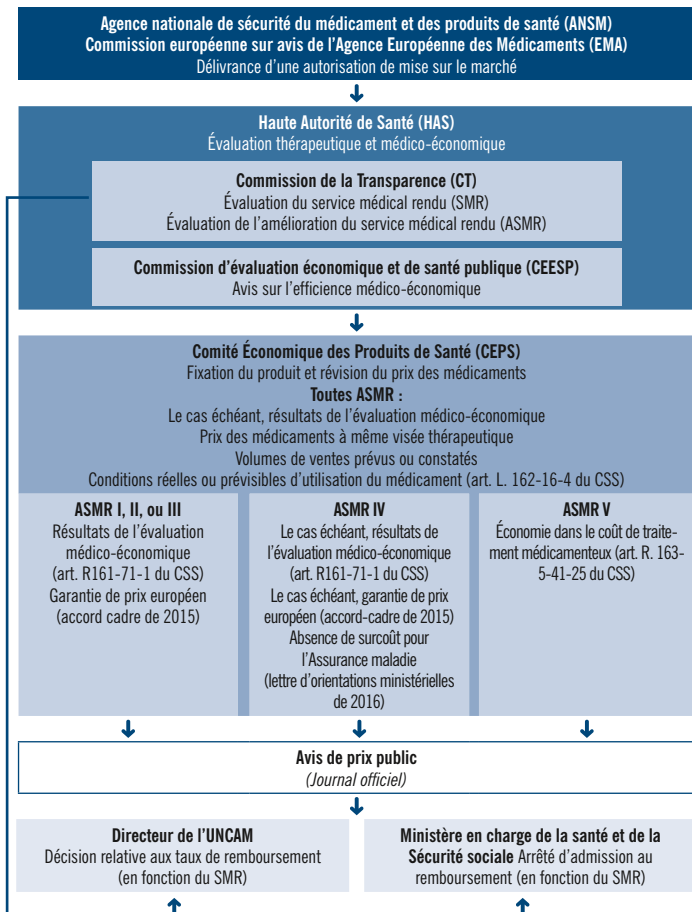 Agence nationale de sécurité du médicament et des produits de santé (ANSM)
Commission européenne sur avis de l'Agence Européenne des Médicaments (EMA)
Délivrance d'une autorisation de mise sur le marché
Haute Autorité de Santé (HAS)
Évaluation thérapeutique et médico-économique
Commission de la Transparence (CT)
Évaluation du service médical rendu (SMR)
Évaluation de l'amélioration du service médical rendu (ASMR)
Commission d'évaluation économique et de santé publique (CEESP)
Avis sur l'efficience médico-économique
Comité Économique des Produits de Santé (CEPS)
Fixation du produit et révision du prix des médicaments
Toutes ASMR :
Le cas échéant, résultats de l'évaluation médico-économique
Prix des médicaments à même visée thérapeutique
Volumes de ventes prévus ou constatés
Conditions réelles ou prévisibles d'utilisation du médicament (art. L. 162-16-4 du CSS)
ASMR I, II, ou III
Résultats de l'évaluation
médico-économique
(art. R161-71-1 du CSS)
Garantie de prix européen
(accord cadre de 2015)
ASMR IV
Le cas échéant, résultats de
l'évaluation médico-économique
(art. R161-71-1 du CSS)
Le cas échéant, garantie de prix
européen (accord-cadre de 2015)
Absence de surcoût pour
l'Assurance maladie
(lettre d'orientations ministérielles
de 2016)
ASMR V
Économie dans le coût de traite-
ment médicamenteux (art. R. 163-
5-41-25 du CSS)
Avis de prix public
(Journal officiel)
Directeur de l'UNCAM
Décision relative aux taux de remboursement
(en fonction du SMR)
Ministère en charge de la santé et de la
Sécurité sociale Arrêté d'admission au
remboursement (en fonction du SMR)